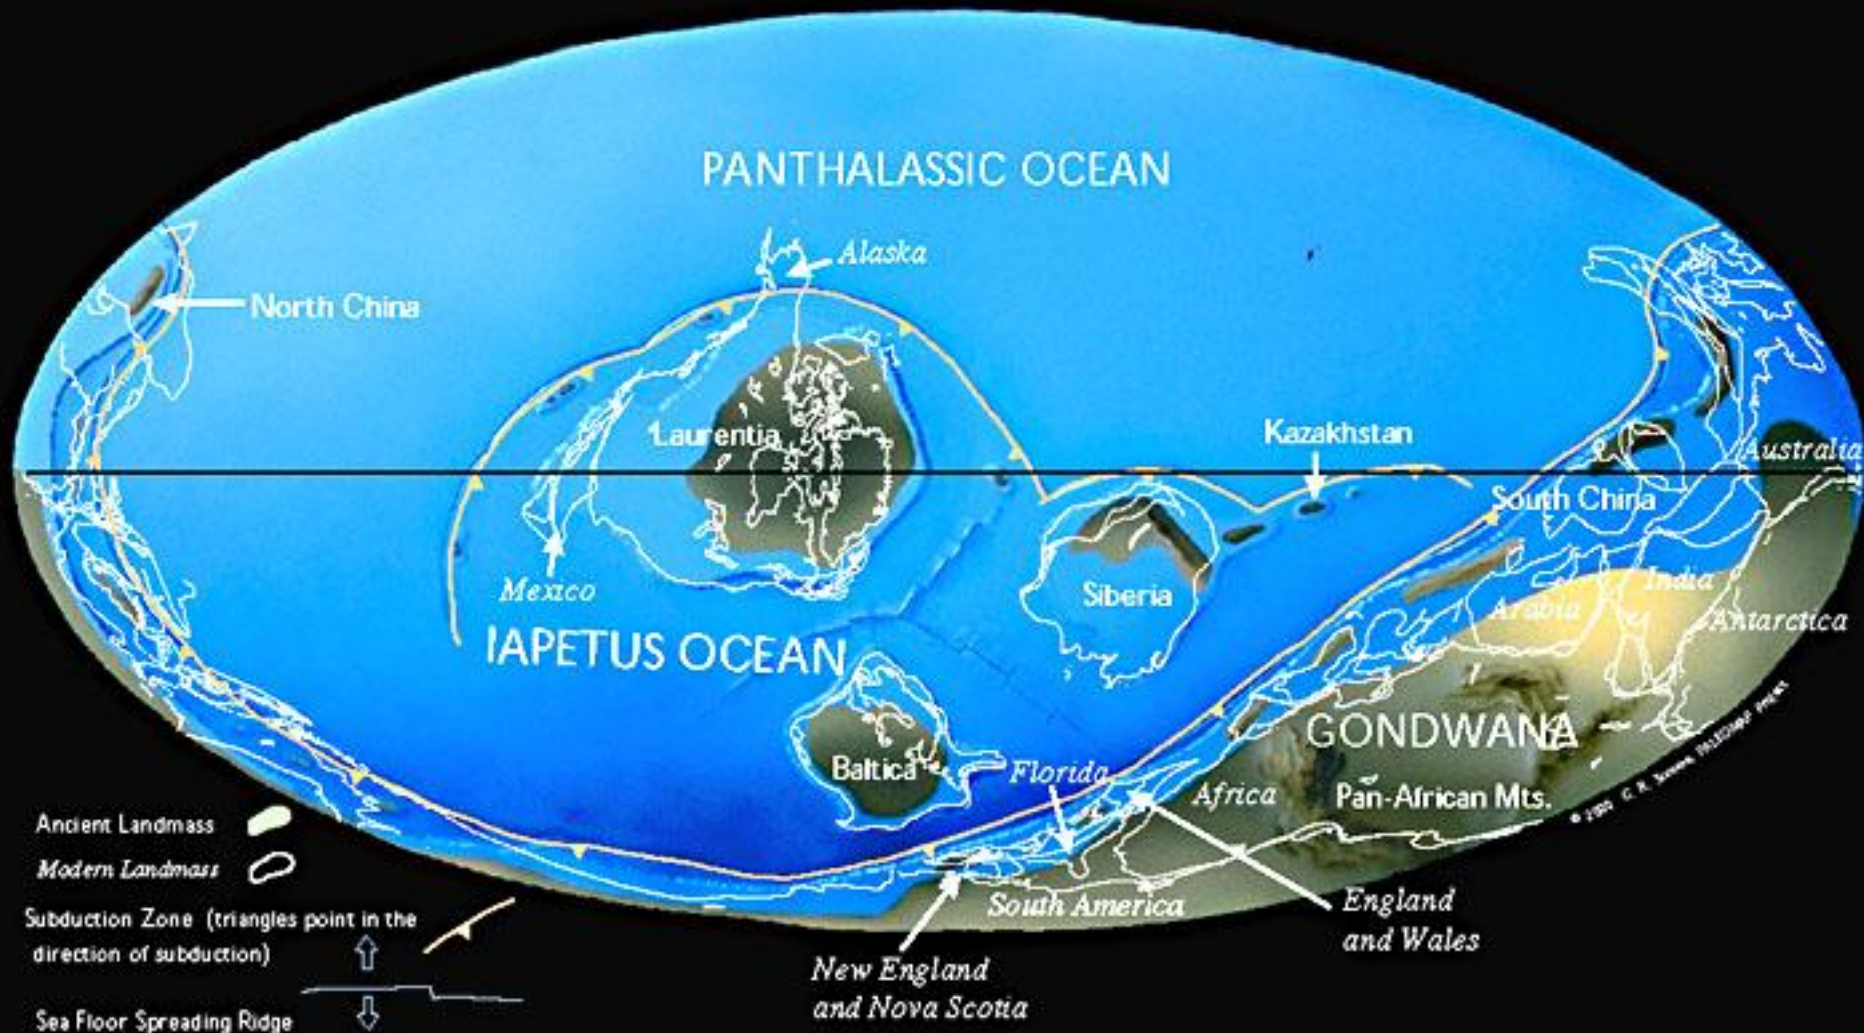 PANTHALASSIC OCEAN
Alaska
North China
Laurentia
Kazakhstan
Australia
South China
Mexico
Siberia
India
Arabia
Antarctica
IAPETUS OCEAN
GONDWANA
Baltica
Florida
Africa
Pan-African Mts.
Ancient Landmass
Modern Landmass
South America
England
and Wales
Subduction Zone (triangles point in the
direction of subduction)
New England
and Nova Scotia
Sea Floor Spreading Ridge